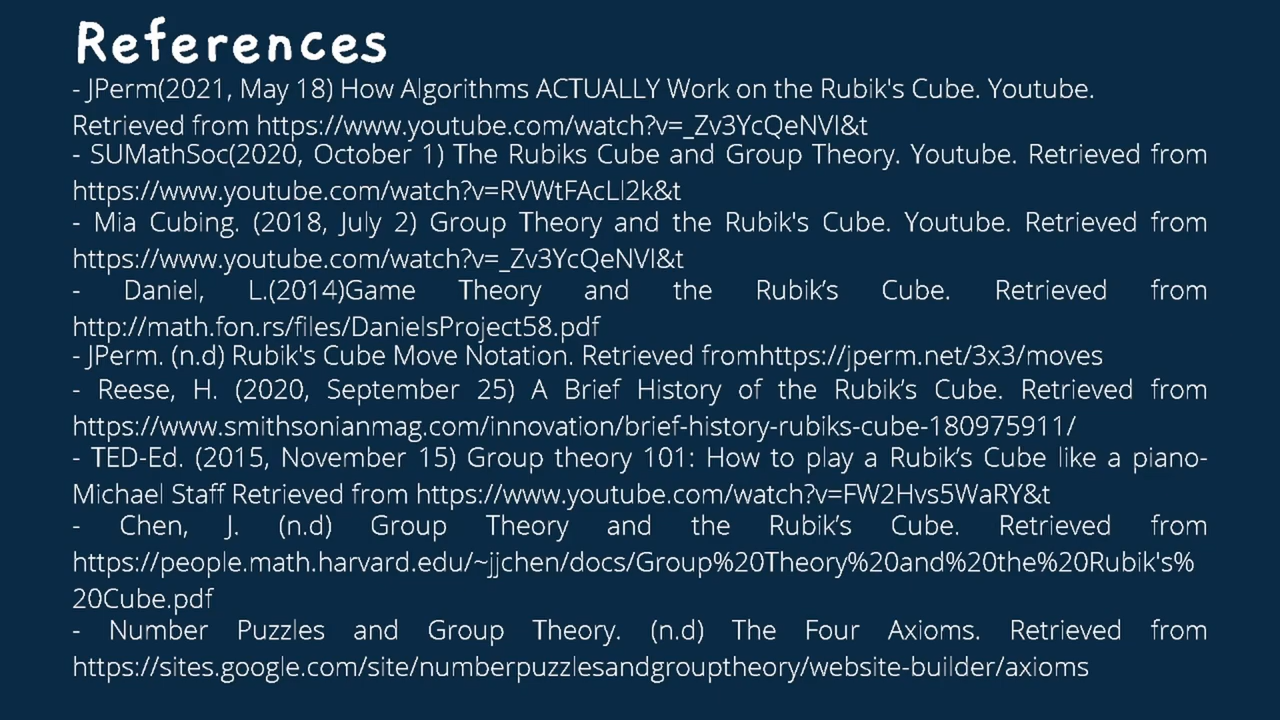 References
- JPerm(2021, May 18) How Algorithms ACTUALLY Work on the Rubik's Cube. Youtube.
Retrieved from https://www.youtube.com/watch?v=_Zv3YcQeNVI&t
- SUMathSoc(2020, October 1) The Rubiks Cube and Group Theory. Youtube. Retrieved from
https://www.youtube.com/watch?v=RVWtFAcLl2k&t
- Mia Cubing. (2018, July 2) Group Theory and the Rubik's Cube. Youtube. Retrieved from
https://www.youtube.com/watch?v=_Zv3YcQeNVI&t
- Daniel, L.(2014)Game Theory and the Rubik’s Cube. Retrieved from
http://math.fon.rs/files/DanielsProject58.pdf
- JPerm. (n.d) Rubik's Cube Move Notation. Retrieved fromhttps://jperm.net/3x3/moves
- Reese, H. (2020, September 25) A Brief History of the Rubik’s Cube. Retrieved from
https://www.smithsonianmag.com/innovation/brief-history-rubiks-cube-180975911/
- TED-Ed. (2015, November 15) Group theory 101: How to play a Rubik’s Cube like a piano-
Michael Staff Retrieved from https://www.youtube.com/watch?v=FW2Hvs5WaRY&t
- Chen, J. (n.d) Group Theory and the Rubik’s Cube. Retrieved from
https://people.math.harvard.edu/~jjchen/docs/Group%20Theory%20and%20the%20Rubik's%
20Cube.pdf
- Number Puzzles and Group Theory. (n.d) The Four Axioms. Retrieved from
https://sites.google.com/site/numberpuzzlesandgrouptheory/website-builder/axioms